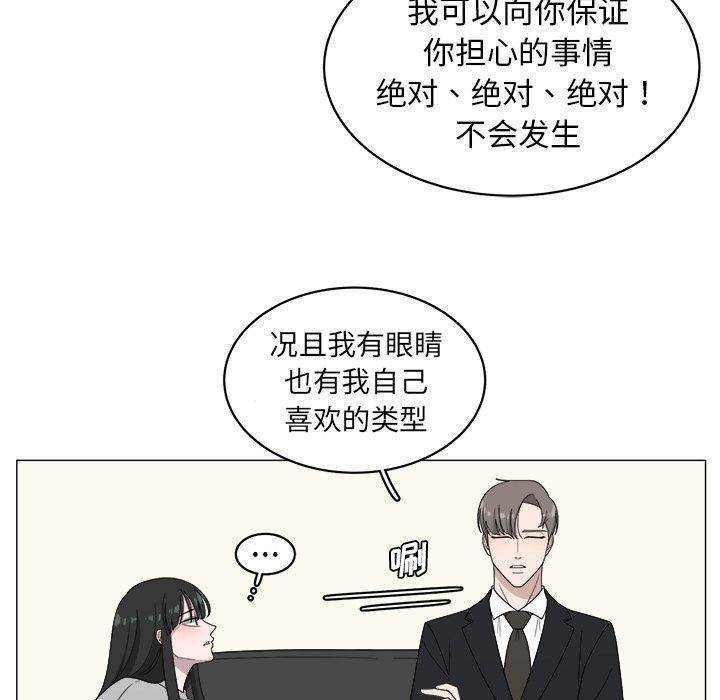 我可以向你保证
你担心的事情
绝对、绝对、绝对！
不会发生
况且我有眼睛
也有我自己
喜欢的类型
...
唰